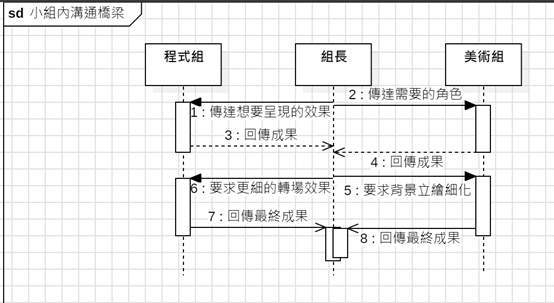 sd 小組內溝通橋梁
程式組
組長
美術組
2 : 傳達需要的角色
1 : 傳達想要呈現的效果
3 : 回傳成果
4 : 回傳成果
6 : 要求更細的轉場效果
5 : 要求背景立繪細化
7 : 回傳最終成果
8 : 回傳最終成果